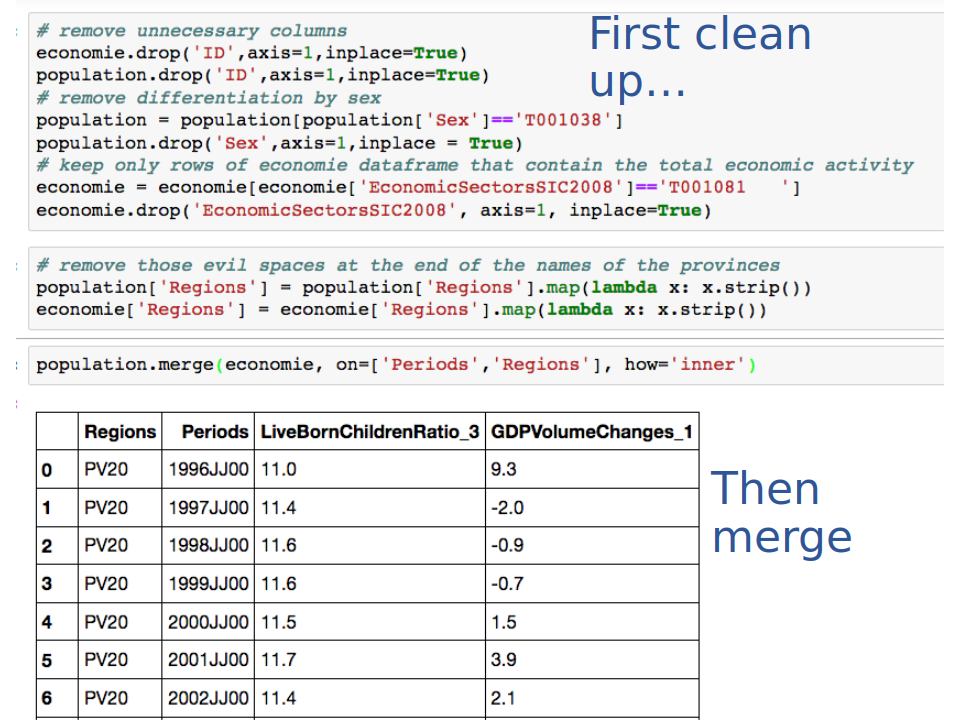 # remove unnecessary columns
economie.drop('ID',axis=1,inplace=True)
population.drop('ID',axis=1,inplace=True)
# remove differentiation by sex
population = population[population['Sex']=='T001038']
population.drop('Sex',axis=1,inplace = True)
# keep only rows of economie dataframe that contain the total economic activity
economie = economie[economie['EconomicSectorsSIC2008']=='T001081   ']
economie.drop('EconomicSectorsSIC2008', axis=1, inplace=True)
First clean
up...
# remove those evil spaces at the end of the names of the provinces
population['Regions'] = population['Regions'].map(lambda x: x.strip())
economie['Regions'] = economie['Regions'].map(lambda x: x.strip())
population.merge(economie, on=['Periods','Regions'], how='inner')
Regions Periods LiveBornChildrenRatio_3 GDPVolumeChanges_1
0 PV20 1996JJ00 11.0 9.3
1 PV20 1997JJ00 11.4 -2.0
2 PV20 1998JJ00 11.6 -0.9
3 PV20 1999JJ00 11.6 -0.7
4 PV20 2000JJ00 11.5 1.5
5 PV20 2001JJ00 11.7 3.9
6 PV20 2002JJ00 11.4 2.1
Then
merge